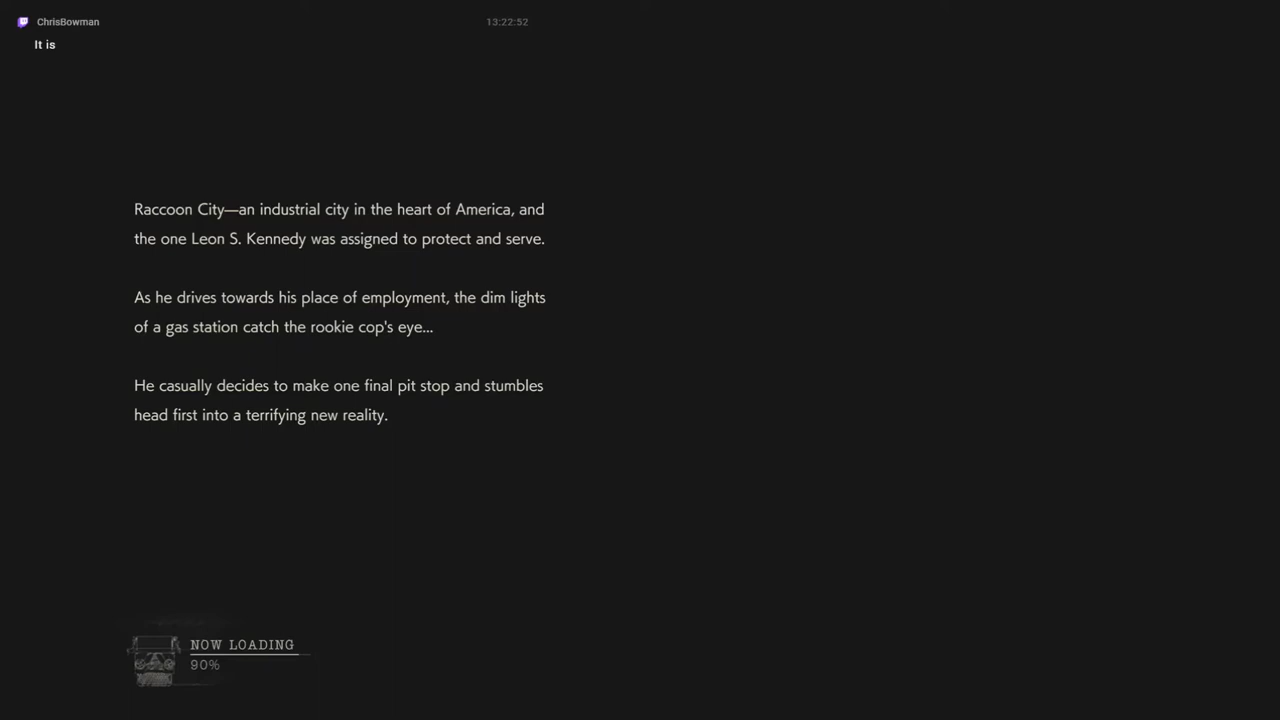 ChrisBowman 13:22:52
It is
Raccoon City—an industrial city in the heart of America, and
the one Leon S. Kennedy was assigned to protect and serve.
As he drives towards his place of employment, the dim lights
of a gas station catch the rookie cop's eye...
He casually decides to make one final pit stop and stumbles
head first into a terrifying new reality.
NOW LOADING
90%